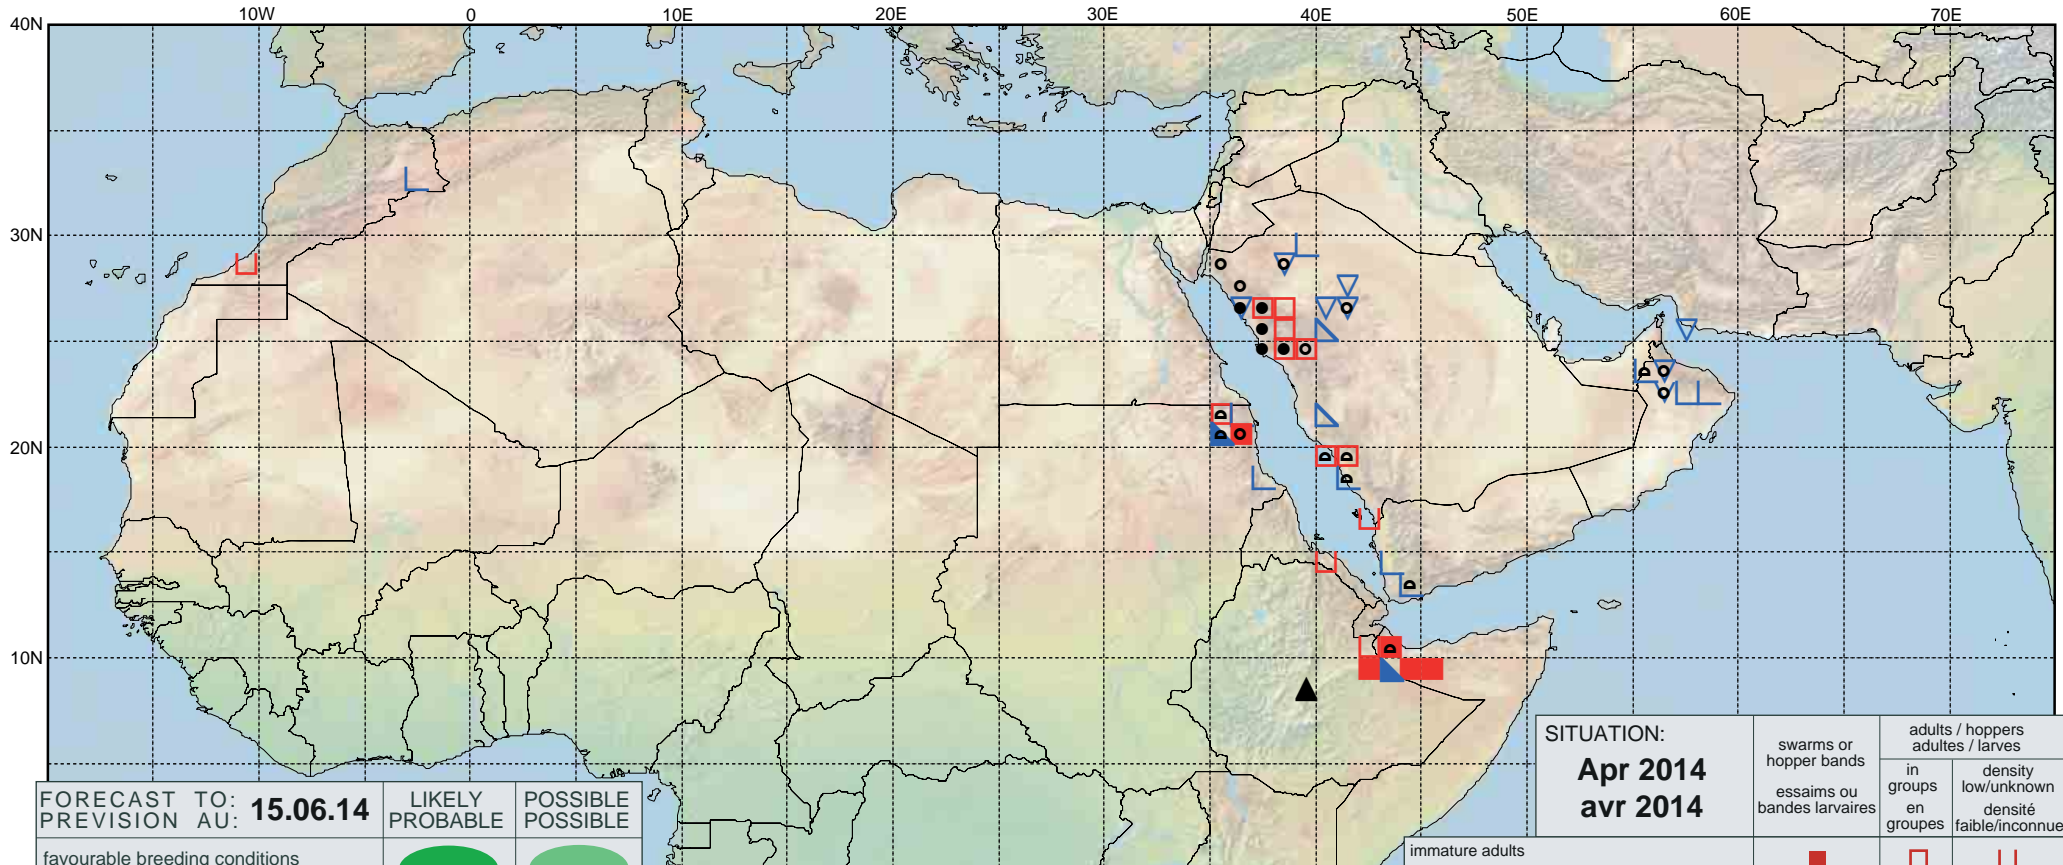 10W 0 10E 20E 30E 40E 50E 60E 70E
40N
30N
20N
10N
FORECAST TO:
PREVISION AU:
15.06.14
LIKELY
PROBABLE
POSSIBLE
POSSIBLE
favourable breeding conditions
SITUATION:
Apr 2014
avr 2014
swarms or
hopper bands
essaims ou
bandes larvaires
adults / hoppers
adultes / larves
in
groups
en
groupes
density
low/unknown
densité
faible/inconnue
immature adults